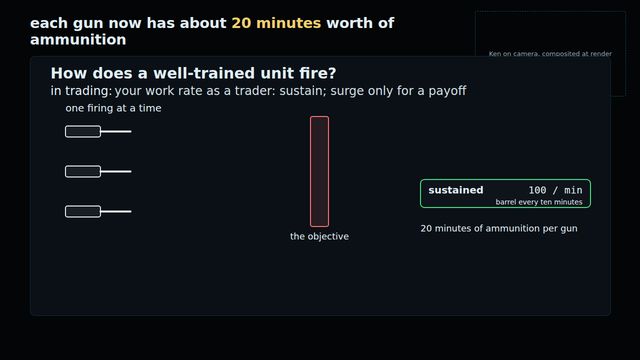 each gun now has about 20 minutes worth of
ammunition
Ken on camera, composited at render
How does a well-trained unit fire?
in trading: your work rate as a trader: sustain; surge only for a payoff
one firing at a time
sustained 100 / min
barrel every ten minutes
20 minutes of ammunition per gun
the objective